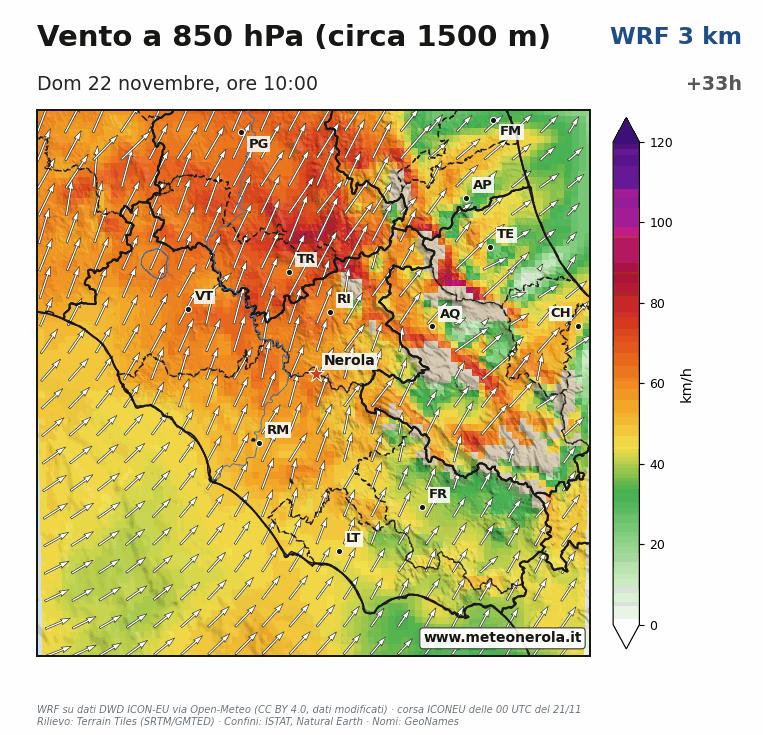 Vento a 850 hPa (circa 1500 m)
WRF 3 km
Dom 22 novembre, ore 10:00
+33h
FM
PG
AP
TE
TR
VT
RI
AQ
CH
Nerola
RM
FR
LT
www.meteonerola.it
120
100
80
60
40
20
0
km/h
WRF su dati DWD ICON-EU via Open-Meteo (CC BY 4.0, dati modificati) · corsa ICONEU delle 00 UTC del 21/11
Rilievo: Terrain Tiles (SRTM/GMTED) · Confini: ISTAT, Natural Earth · Nomi: GeoNames